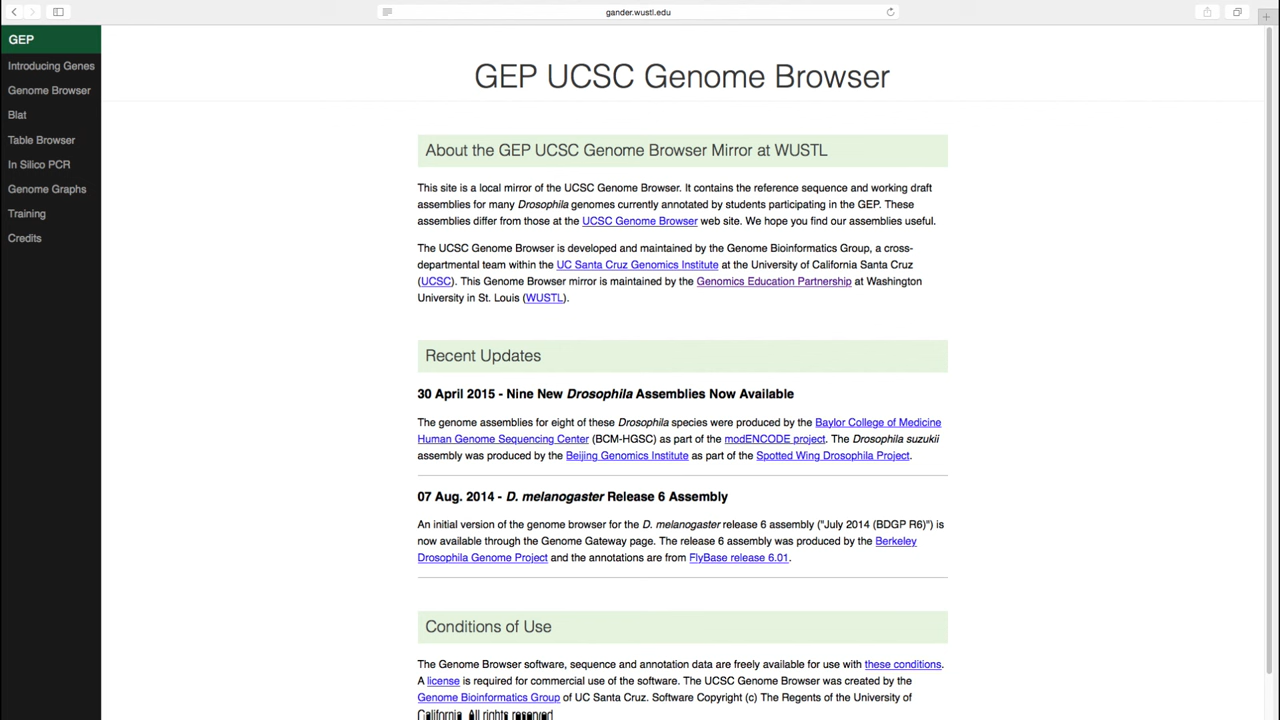 gander.wustl.edu
GEP
Introducing Genes
Genome Browser
Blat
Table Browser
In Silico PCR
Genome Graphs
Training
Credits
GEP UCSC Genome Browser
About the GEP UCSC Genome Browser Mirror at WUSTL
This site is a local mirror of the UCSC Genome Browser. It contains the reference sequence and working draft
assemblies for many Drosophila genomes currently annotated by students participating in the GEP. These
assemblies differ from those at the UCSC Genome Browser web site. We hope you find our assemblies useful.
The UCSC Genome Browser is developed and maintained by the Genome Bioinformatics Group, a cross-
departmental team within the UC Santa Cruz Genomics Institute at the University of California Santa Cruz
(UCSC). This Genome Browser mirror is maintained by the Genomics Education Partnership at Washington
University in St. Louis (WUSTL).
Recent Updates
30 April 2015 - Nine New Drosophila Assemblies Now Available
The genome assemblies for eight of these Drosophila species were produced by the Baylor College of Medicine
Human Genome Sequencing Center (BCM-HGSC) as part of the modENCODE project. The Drosophila suzukii
assembly was produced by the Beijing Genomics Institute as part of the Spotted Wing Drosophila Project.
07 Aug. 2014 - D. melanogaster Release 6 Assembly
An initial version of the genome browser for the D. melanogaster release 6 assembly ("July 2014 (BDGP R6)") is
now available through the Genome Gateway page. The release 6 assembly was produced by the Berkeley
Drosophila Genome Project and the annotations are from FlyBase release 6.01.
Conditions of Use
The Genome Browser software, sequence and annotation data are freely available for use with these conditions.
A license is required for commercial use of the software. The UCSC Genome Browser was created by the
Genome Bioinformatics Group of UC Santa Cruz. Software Copyright (c) The Regents of the University of
California. All rights reserved.